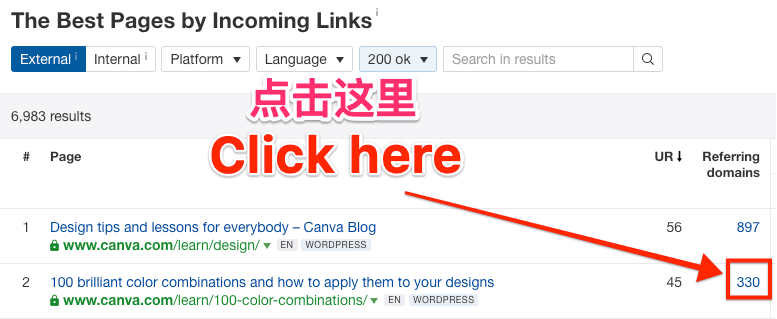 The Best Pages by Incoming Links i
External i Internal i Platform Language 200 ok Search in results
点击这里
6,983 results
Click here
# Page UR Referring domains
1 Design tips and lessons for everybody – Canva Blog 56 897
www.canva.com/learn/design/ EN WORDPRESS
2 100 brilliant color combinations and how to apply them to your designs 45 330
www.canva.com/learn/100-color-combinations/ EN WORDPRESS